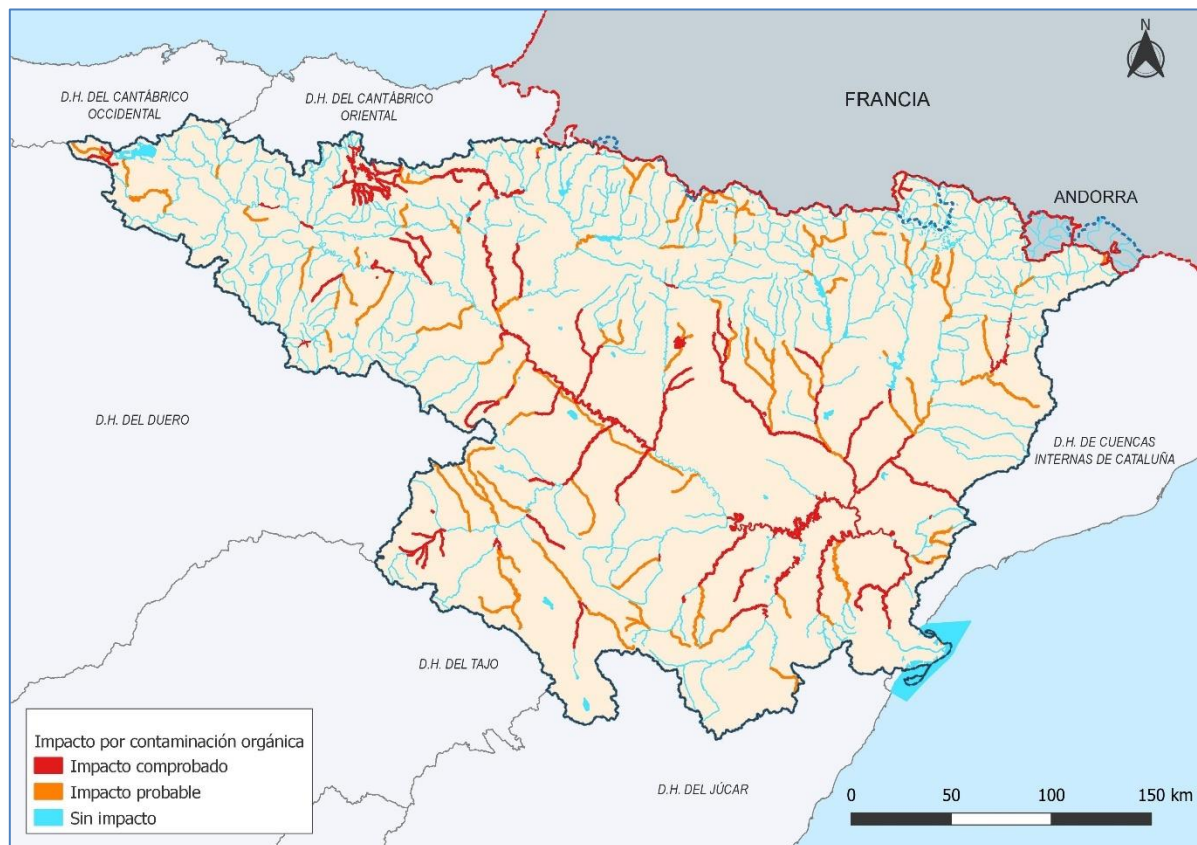 N
D.H. DEL CANTÁBRICO
OCCIDENTAL
D.H. DEL CANTÁBRICO
ORIENTAL
FRANCIA
ANDORRA
D.H. DEL DUERO
D.H. DE CUENCAS
INTERNAS DE CATALUÑA
D.H. DEL TAJO
D.H. DEL JÚCAR
Impacto por contaminación orgánica
Impacto comprobado
Impacto probable
Sin impacto
0 50 100 150 km